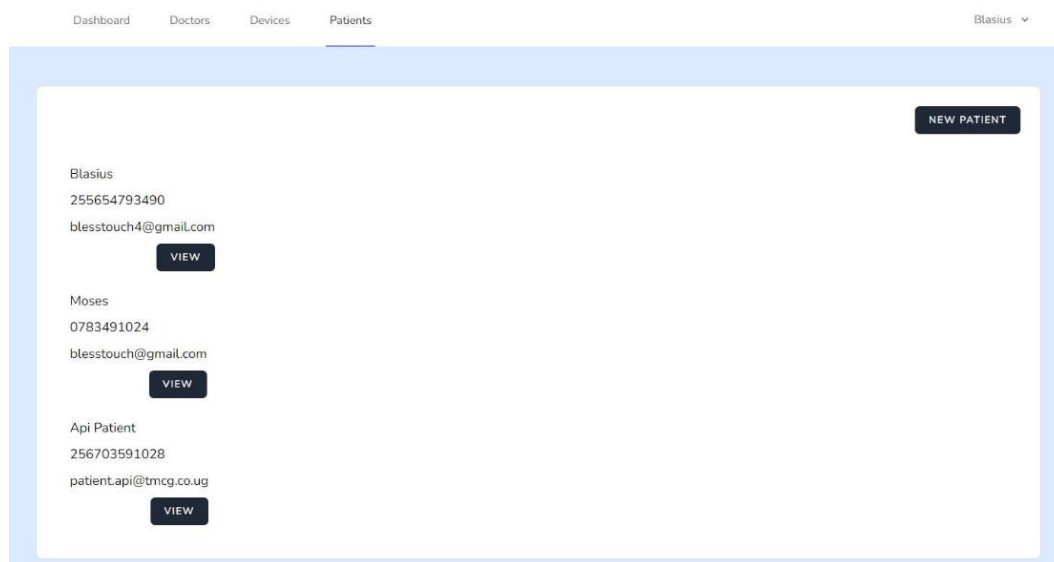 Dashboard Doctors Devices Patients Blasius
NEW PATIENT
Blasius
255654793490
blesstouch4@gmail.com
VIEW
Moses
0783491024
blesstouch@gmail.com
VIEW
Api Patient
256703591028
patient.api@tmcg.co.ug
VIEW